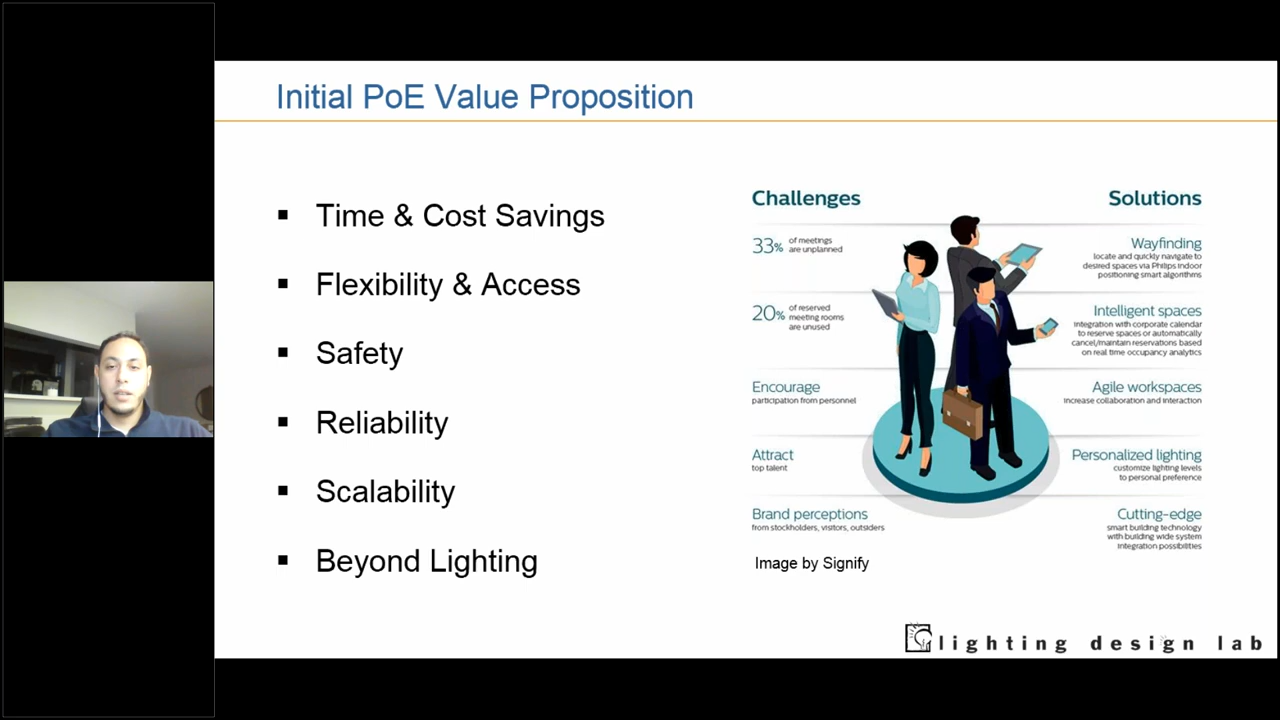 Initial PoE Value Proposition
Time & Cost Savings
Flexibility & Access
Safety
Reliability
Scalability
Beyond Lighting
Challenges
33% of meetings
are unplanned
20% of reserved
meeting rooms
are unused
Encourage
participation from personnel
Attract
top talent
Brand perceptions
from stockholders, visitors, outsiders
Solutions
Wayfinding
locate and quickly navigate to
desired spaces via Philips indoor
positioning smart algorithms
Intelligent spaces
integration with corporate calendar
to reserve spaces or automatically
cancel/maintain reservations based
on real time occupancy analytics
Agile workspaces
increase collaboration and interaction
Personalized lighting
customize lighting levels
to personal preference
Cutting-edge
smart building technology
with building wide system
integration possibilities
Image by Signify
lighting design lab